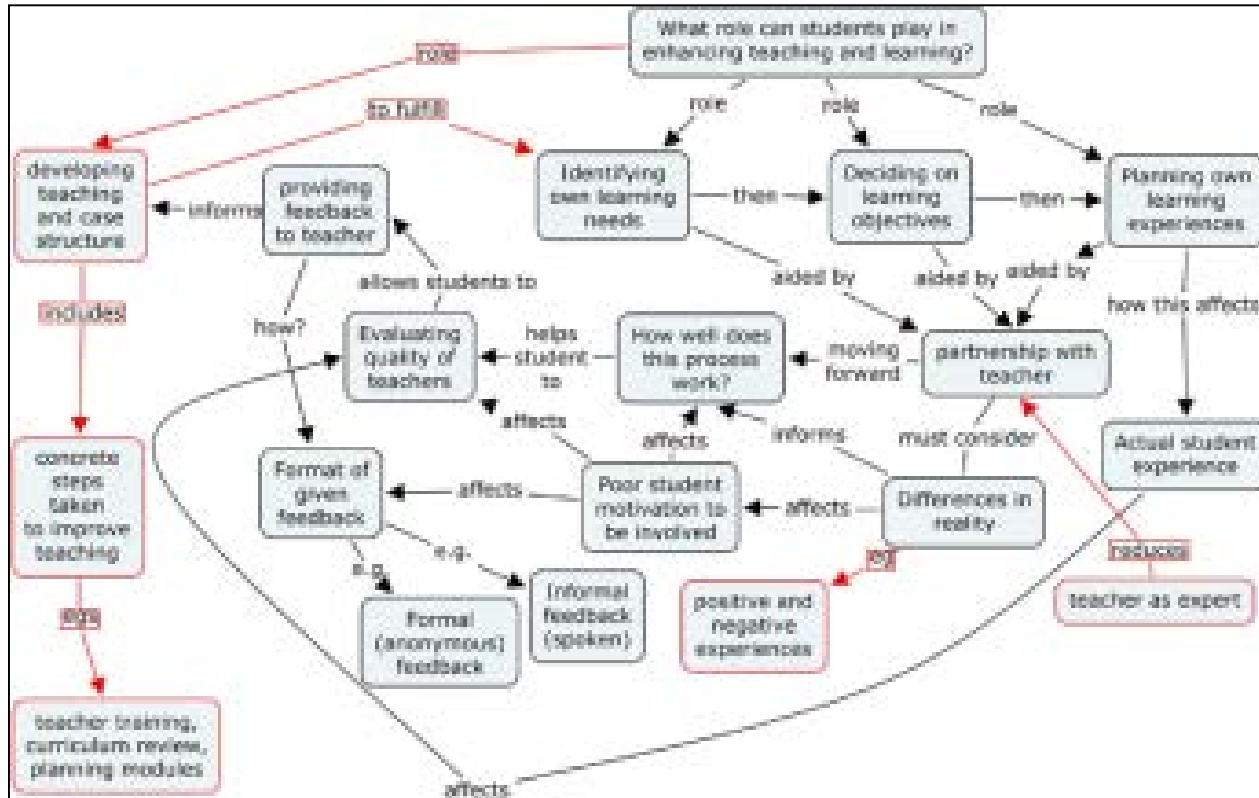 What role can students play in
enhancing teaching and learning?
role
role
role
role
to fulfill
developing
teaching
and case
structure
informs
providing
feedback
to teacher
Identifying
own learning
needs
then
Deciding on
learning
objectives
then
Planning own
learning
experiences
allows students to
aided by
aided by
aided by
how this affects
includes
how?
Evaluating
quality of
teachers
helps
student
to
How well does
this process
work?
moving
forward
partnership with
teacher
affects
affects
informs
must consider
Actual student
experience
concrete
steps
taken
to improve
teaching
Format of
given
feedback
affects
Poor student
motivation to
be involved
affects
Differences in
reality
e.g.
e.g.
eg
reduces
Formal
(anonymous)
feedback
Informal
feedback
(spoken)
positive and
negative
experiences
teacher as expert
egs
teacher training,
curriculum review,
planning modules
affects